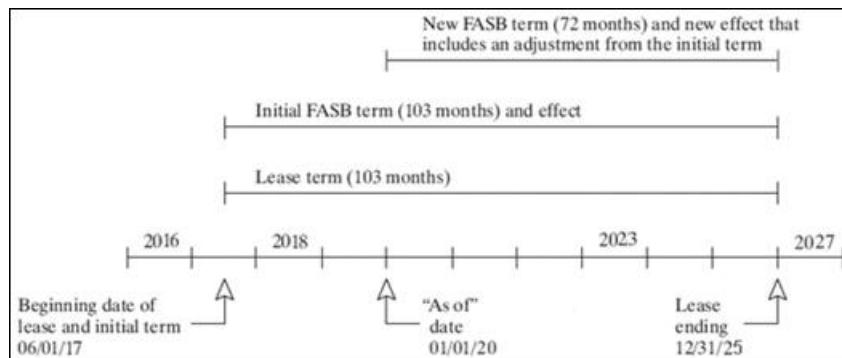 New FASB term (72 months) and new effect that
includes an adjustment from the initial term
Initial FASB term (103 months) and effect
Lease term (103 months)
2016 2018 2023 2027
Beginning date of
lease and initial term
06/01/17
"As of"
date
01/01/20
Lease
ending
12/31/25